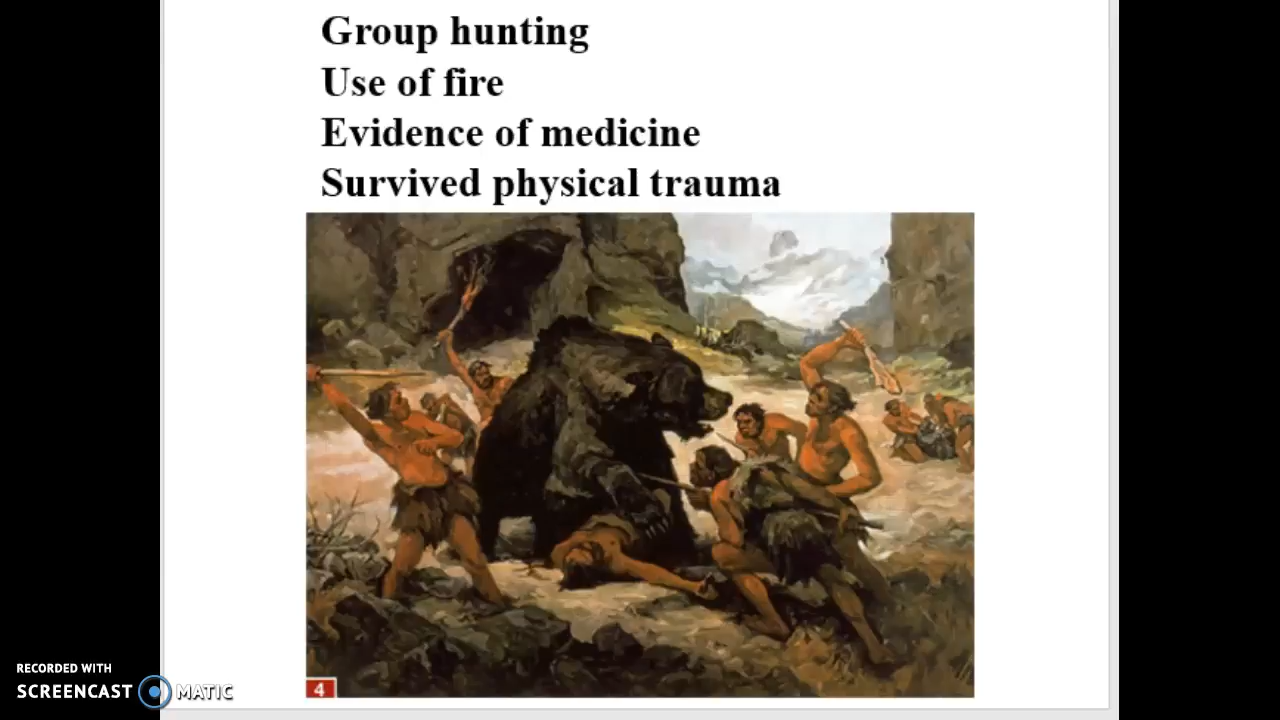 Group hunting
Use of fire
Evidence of medicine
Survived physical trauma
4
RECORDED WITH
SCREENCAST MATIC